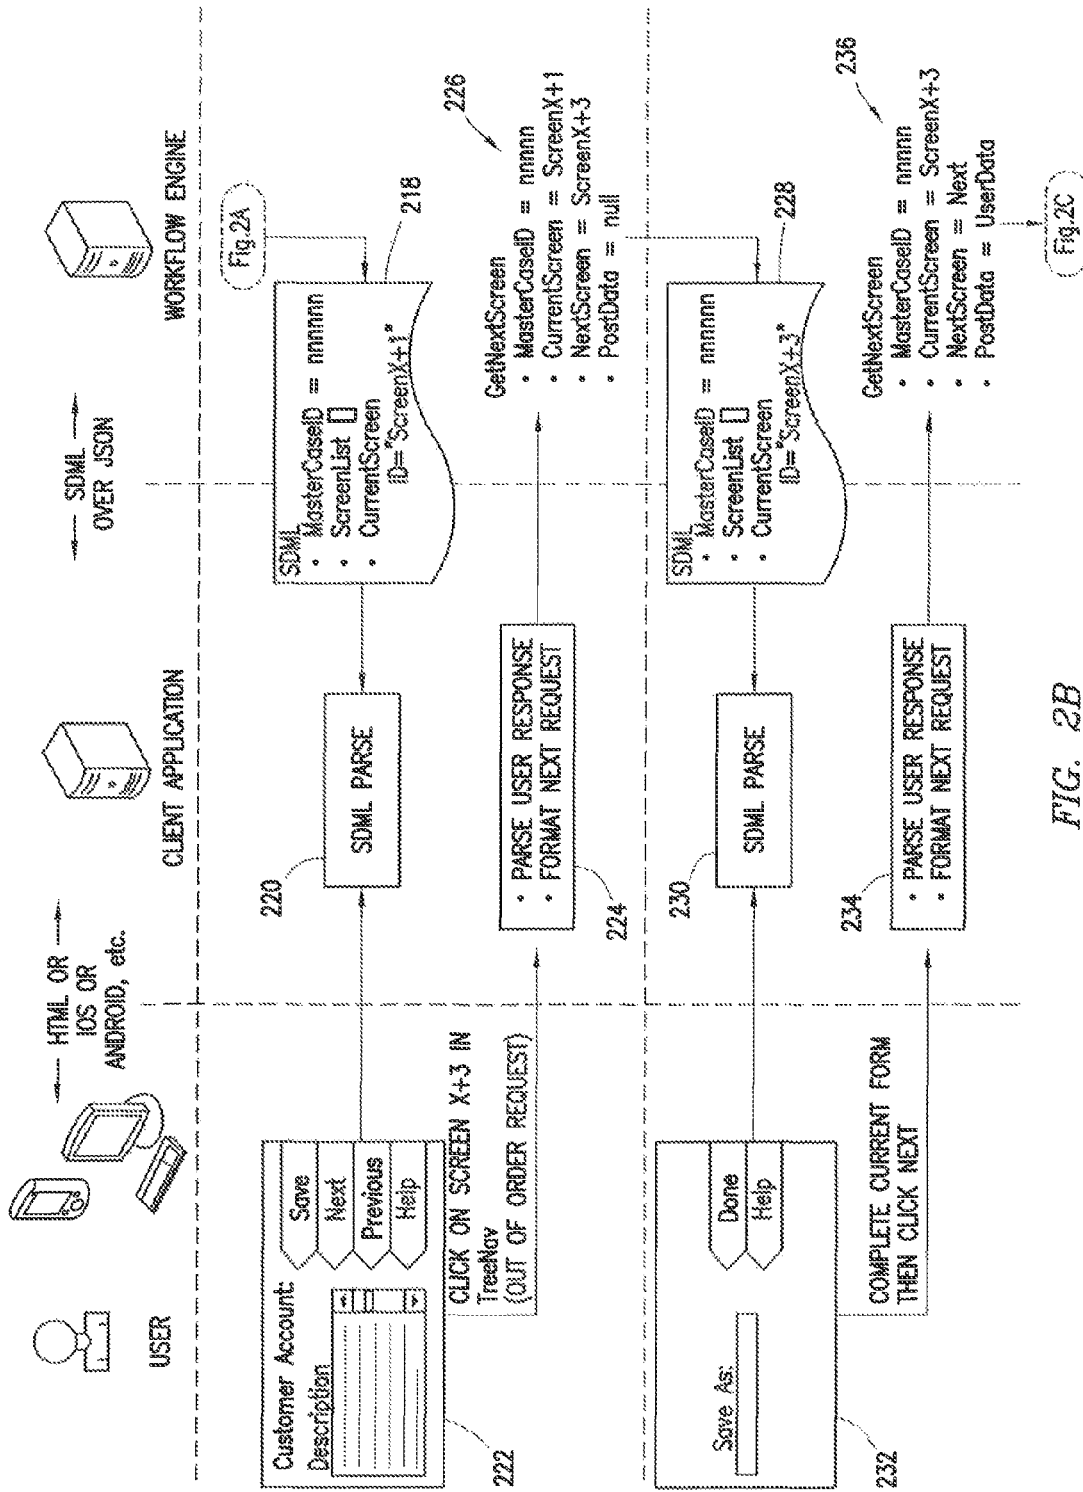 USER
← HTML OR →
IOS OR
ANDROID, etc.
CLIENT APPLICATION
← SDML →
OVER JSON
WORKFLOW ENGINE
Fig.2A
Customer Account:
Description
Save
Next
Previous
Help
222
220
SDML PARSE
SDML
• MasterCaseID = nnnnnn
• ScreenList []
• CurrentScreen
ID="ScreenX+1"
218
CLICK ON SCREEN X+3 IN
TreeNav
(OUT OF ORDER REQUEST)
• PARSE USER RESPONSE
• FORMAT NEXT REQUEST
224
GetNextScreen
• MasterCaseID = nnnnn
• CurrentScreen = ScreenX+1
• NextScreen = ScreenX+3
• PostData = null
226
Save As:
Done
Help
232
230
SDML PARSE
SDML
• MasterCaseID = nnnnnn
• ScreenList []
• CurrentScreen
ID="ScreenX+3"
228
COMPLETE CURRENT FORM
THEN CLICK NEXT
234
• PARSE USER RESPONSE
• FORMAT NEXT REQUEST
GetNextScreen
• MasterCaseID = nnnnn
• CurrentScreen = ScreenX+3
• NextScreen = Next
• PostData = UserData
236
Fig.2C
FIG. 2B